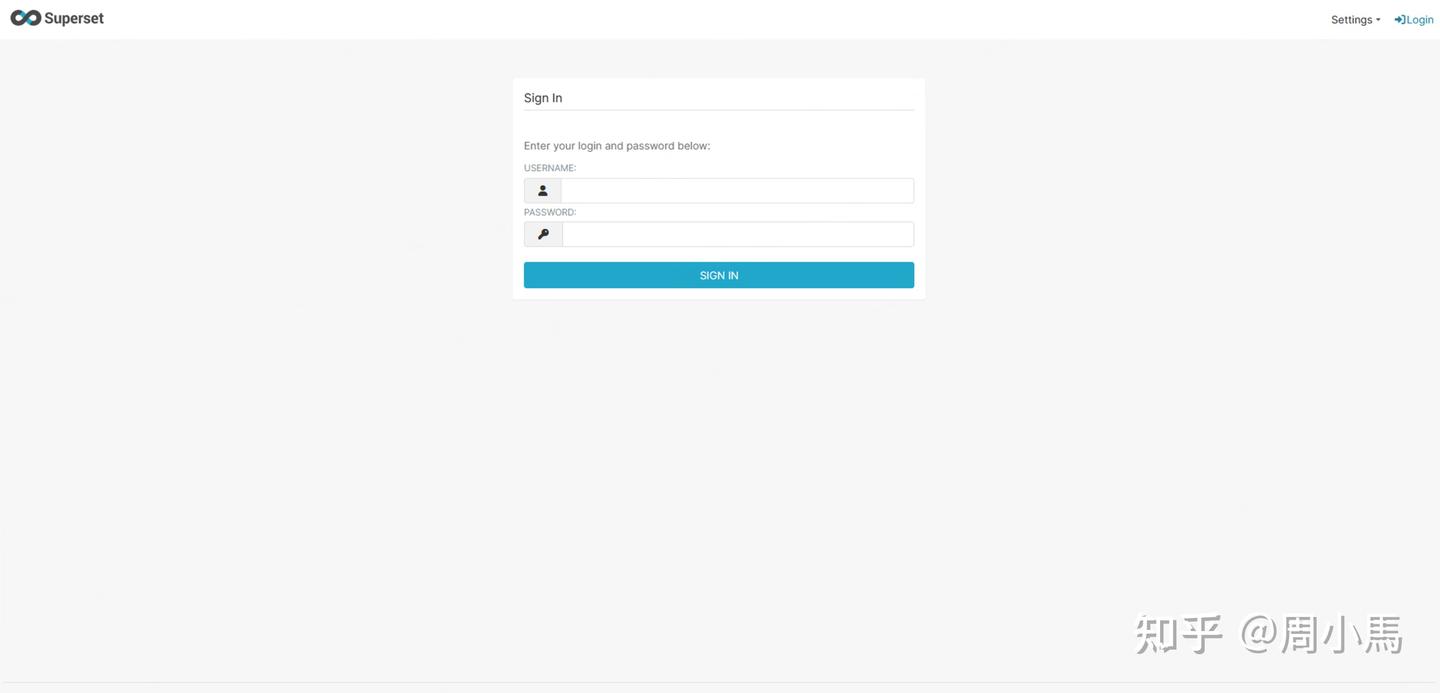 Superset
Settings
Login
Sign In
Enter your login and password below:
USERNAME:
PASSWORD:
SIGN IN
知乎 @周小馬